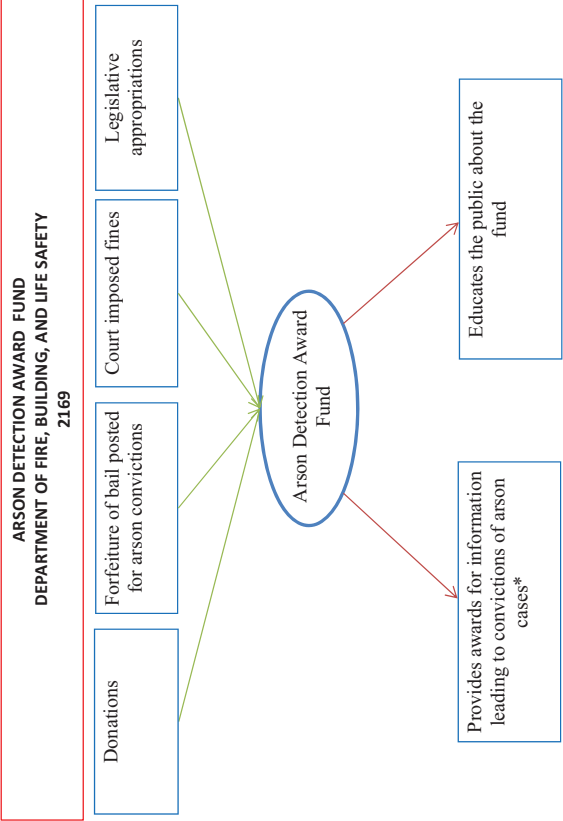 ARSON DETECTION AWARD FUND
DEPARTMENT OF FIRE, BUILDING, AND LIFE SAFETY
2169
Donations
Forfeiture of bail posted
for arson convictions
Court imposed fines
Legislative
appropriations
Arson Detection Award
Fund
Provides awards for information
leading to convictions of arson
cases*
Educates the public about the
fund